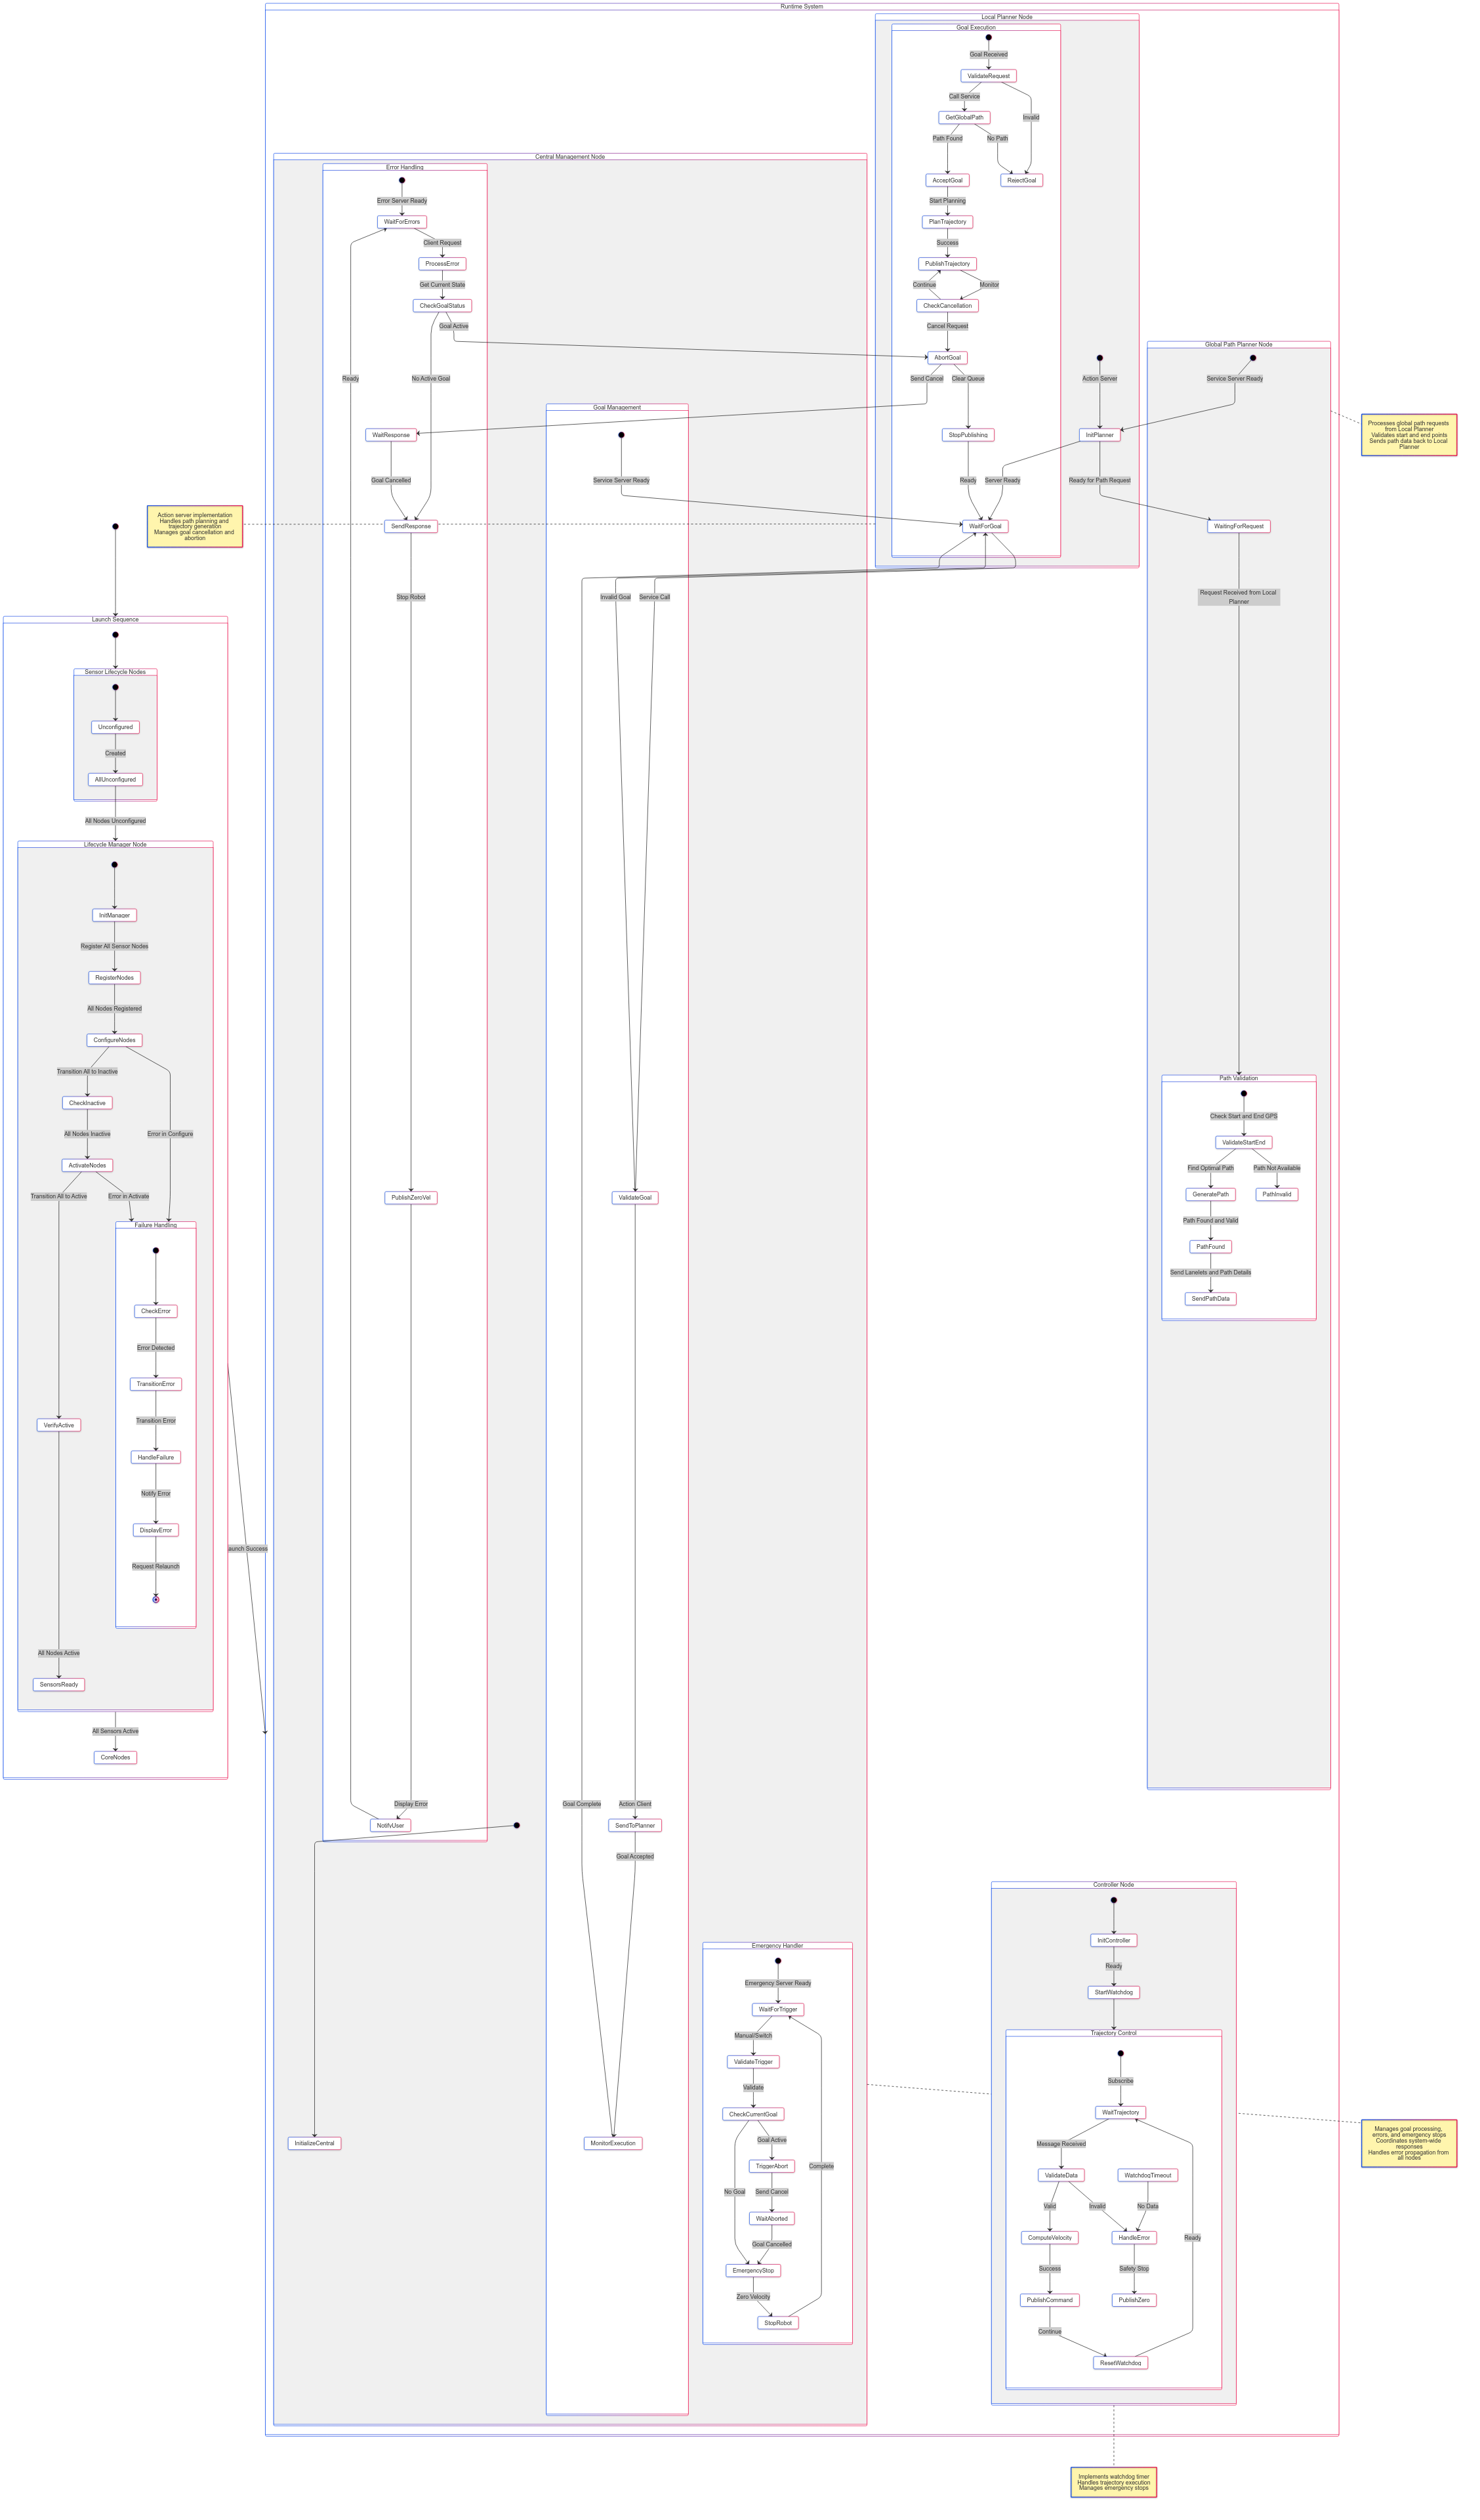 Runtime System
Local Planner Node
Goal Execution
Goal Received
ValidateRequest
Call Service
Invalid
GetGlobalPath
Path Found
No Path
AcceptGoal
RejectGoal
Start Planning
PlanTrajectory
Success
PublishTrajectory
Continue
Monitor
CheckCancellation
Cancel Request
AbortGoal
Send Cancel
Clear Queue
StopPublishing
Ready
WaitForGoal
Action Server
InitPlanner
Server Ready
Ready for Path Request
Central Management Node
Error Handling
Error Server Ready
WaitForErrors
Client Request
ProcessError
Get Current State
CheckGoalStatus
Goal Active
No Active Goal
Ready
WaitResponse
Goal Cancelled
SendResponse
Stop Robot
PublishZeroVel
Display Error
NotifyUser
InitializeCentral
Goal Management
Service Server Ready
Invalid Goal
Service Call
ValidateGoal
Goal Complete
Action Client
SendToPlanner
Goal Accepted
MonitorExecution
Emergency Handler
Emergency Server Ready
WaitForTrigger
Manual/Switch
ValidateTrigger
Validate
CheckCurrentGoal
Goal Active
TriggerAbort
No Goal
Send Cancel
Complete
WaitAborted
Goal Cancelled
EmergencyStop
Zero Velocity
StopRobot
Global Path Planner Node
Service Server Ready
WaitingForRequest
Request Received from Local
Planner
Path Validation
Check Start and End GPS
ValidateStartEnd
Find Optimal Path
Path Not Available
GeneratePath
PathInvalid
Path Found and Valid
PathFound
Send Lanelets and Path Details
SendPathData
Processes global path requests
from Local Planner
Validates start and end points
Sends path data back to Local
Planner
Action server implementation
Handles path planning and
trajectory generation
Manages goal cancellation and
abortion
Launch Sequence
Sensor Lifecycle Nodes
Unconfigured
Created
AllUnconfigured
All Nodes Unconfigured
Lifecycle Manager Node
InitManager
Register All Sensor Nodes
RegisterNodes
All Nodes Registered
ConfigureNodes
Transition All to Inactive
CheckInactive
All Nodes Inactive
Error in Configure
ActivateNodes
Transition All to Active
Error in Activate
Failure Handling
CheckError
Error Detected
TransitionError
Transition Error
VerifyActive
HandleFailure
Notify Error
DisplayError
Request Relaunch
All Nodes Active
SensorsReady
All Sensors Active
CoreNodes
aunch Success
Controller Node
InitController
Ready
StartWatchdog
Trajectory Control
Subscribe
WaitTrajectory
Message Received
ValidateData
WatchdogTimeout
Valid
Invalid
No Data
ComputeVelocity
HandleError
Ready
Success
Safety Stop
PublishCommand
PublishZero
Continue
ResetWatchdog
Manages goal processing,
errors, and emergency stops
Coordinates system-wide
responses
Handles error propagation from
all nodes
Implements watchdog timer
Handles trajectory execution
Manages emergency stops